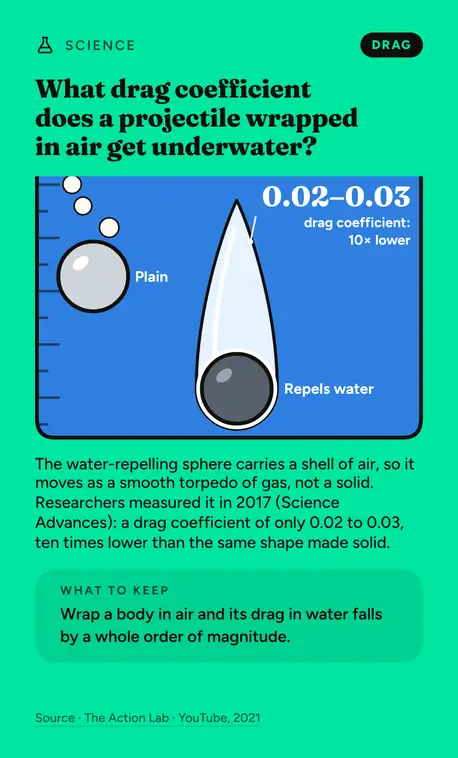 SCIENCE
DRAG
What drag coefficient
does a projectile wrapped
in air get underwater?
0.02–0.03
drag coefficient:
10× lower
Plain
Repels water
The water-repelling sphere carries a shell of air, so it
moves as a smooth torpedo of gas, not a solid.
Researchers measured it in 2017 (Science
Advances): a drag coefficient of only 0.02 to 0.03,
ten times lower than the same shape made solid.
WHAT TO KEEP
Wrap a body in air and its drag in water falls
by a whole order of magnitude.
Source · The Action Lab · YouTube, 2021